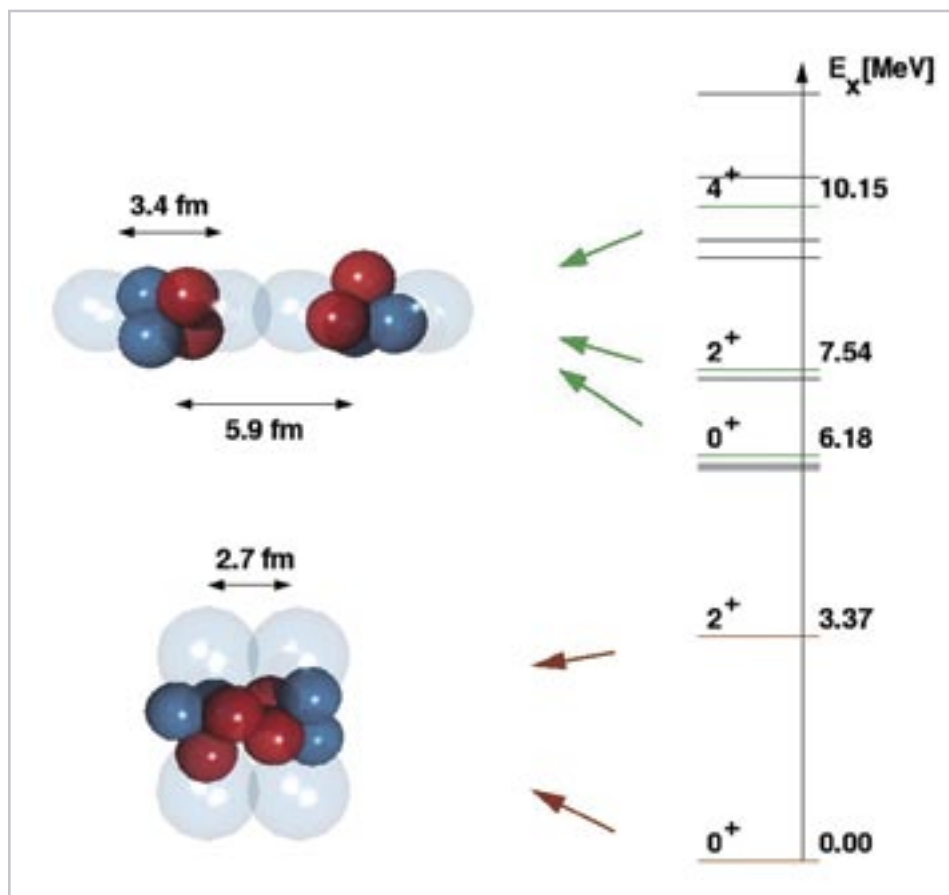 E_x [MeV]
4^+ 10.15
3.4 fm
2^+ 7.54
5.9 fm
0^+ 6.18
2.7 fm
2^+ 3.37
0^+ 0.00